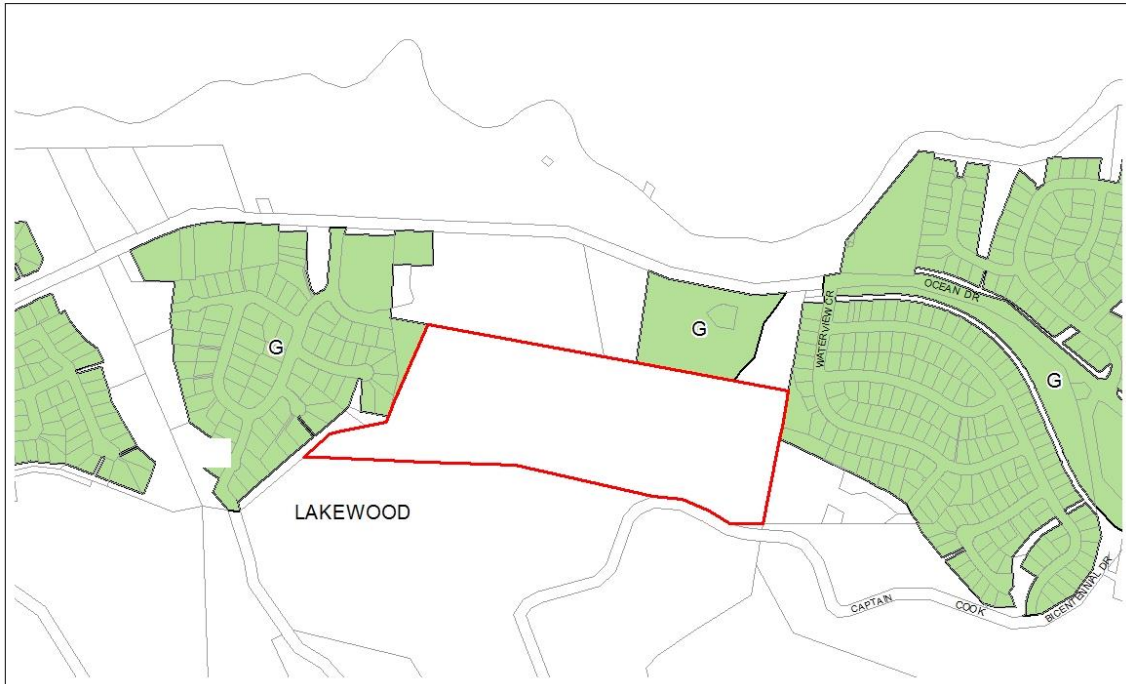 OCEAN DR
WATERVIEW CR
G
G
G
LAKEWOOD
CAPTAIN
COOK
BICENTENNIAL DR